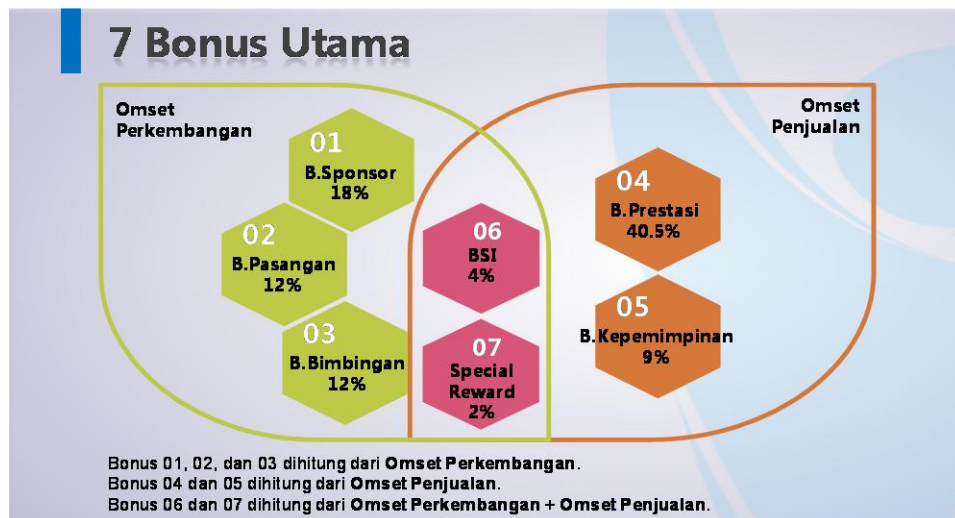 7 Bonus Utama
Omset
Perkembangan
Omset
Penjualan
01
B.Sponsor
18%
02
B.Pasangan
12%
03
B.Bimbingan
12%
06
BSI
4%
07
Special
Reward
2%
04
B.Prestasi
40.5%
05
B.Kepemimpinan
9%
Bonus 01, 02, dan 03 dihitung dari Omset Perkembangan.
Bonus 04 dan 05 dihitung dari Omset Penjualan.
Bonus 06 dan 07 dihitung dari Omset Perkembangan + Omset Penjualan.